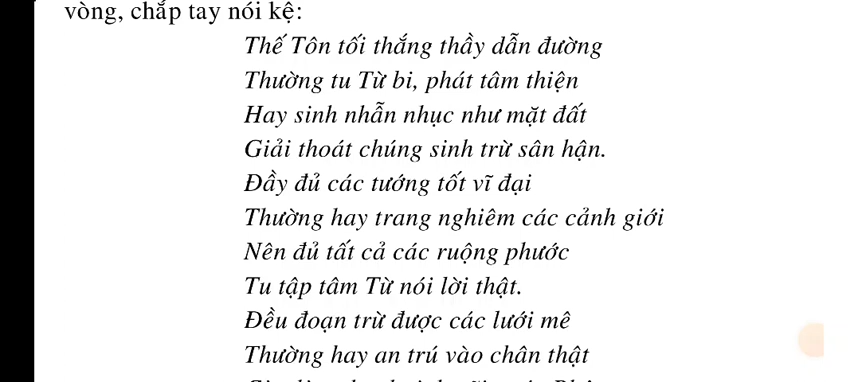 vòng, chắp tay nói kệ:
Thế Tôn tối thắng thầy dẫn đường
Thường tu Từ bi, phát tâm thiện
Hay sinh nhẫn nhục như mặt đất
Giải thoát chúng sinh trừ sân hận.
Đầy đủ các tướng tốt vĩ đại
Thường hay trang nghiêm các cảnh giới
Nên đủ tất cả các ruộng phước
Tu tập tâm Từ nói lời thật.
Đều đoạn trừ được các lưới mê
Thường hay an trú vào chân thật